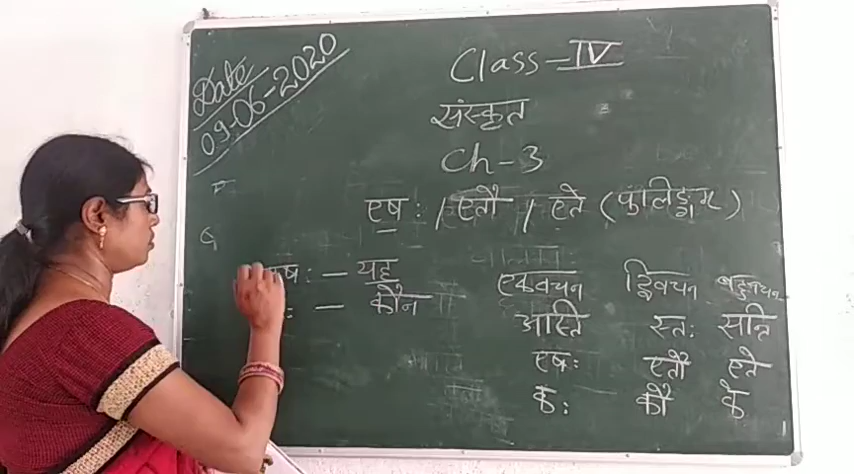 Date
09-06-2020
Class - IV
संस्कृत
Ch - 3
एष: / एतौ / एते (पुंलिङ्गम्)
एष: - यह
: - कौन
एकवचन द्विवचन बहुवचन
अस्ति स्त: सन्ति
एष: एतौ एते
क: कौ के